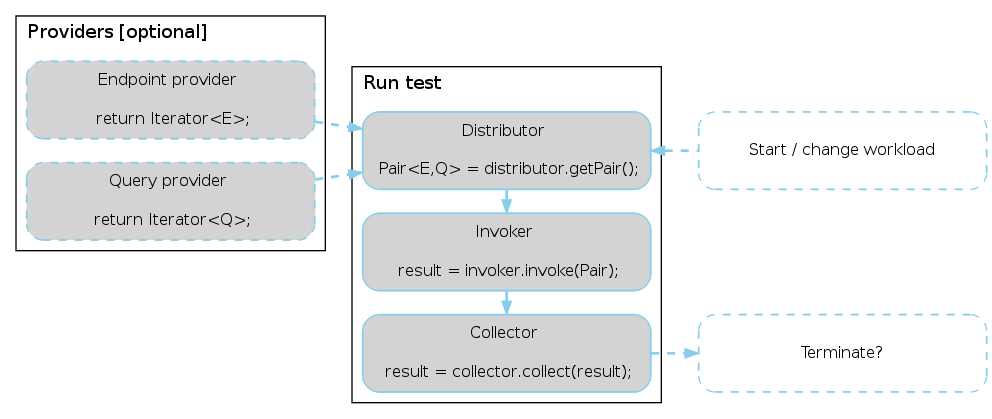 Providers [optional]
Endpoint provider
return Iterator<E>;
Query provider
return Iterator<Q>;
Run test
Distributor
Pair<E,Q> = distributor.getPair();
Invoker
result = invoker.invoke(Pair);
Collector
result = collector.collect(result);
Start / change workload
Terminate?